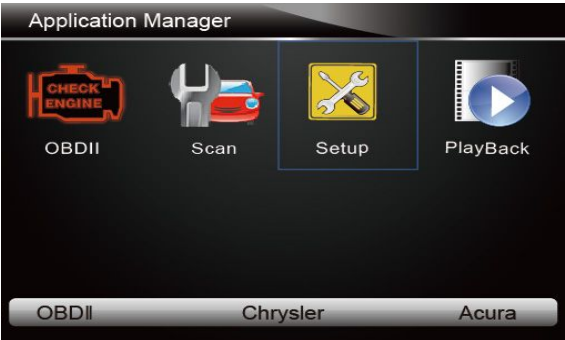 Application Manager
CHECK
ENGINE
OBDII Scan Setup PlayBack
OBDII Chrysler Acura